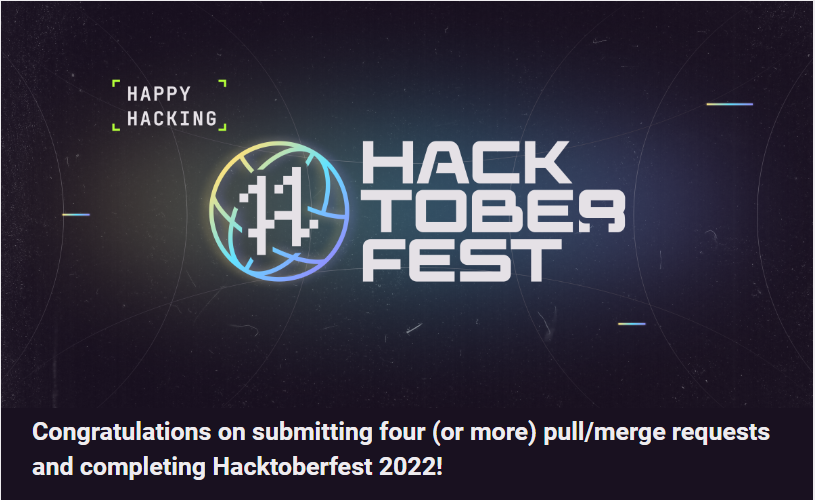 HAPPY
HACKING
HACK
TOBER
FEST
Congratulations on submitting four (or more) pull/merge requests
and completing Hacktoberfest 2022!